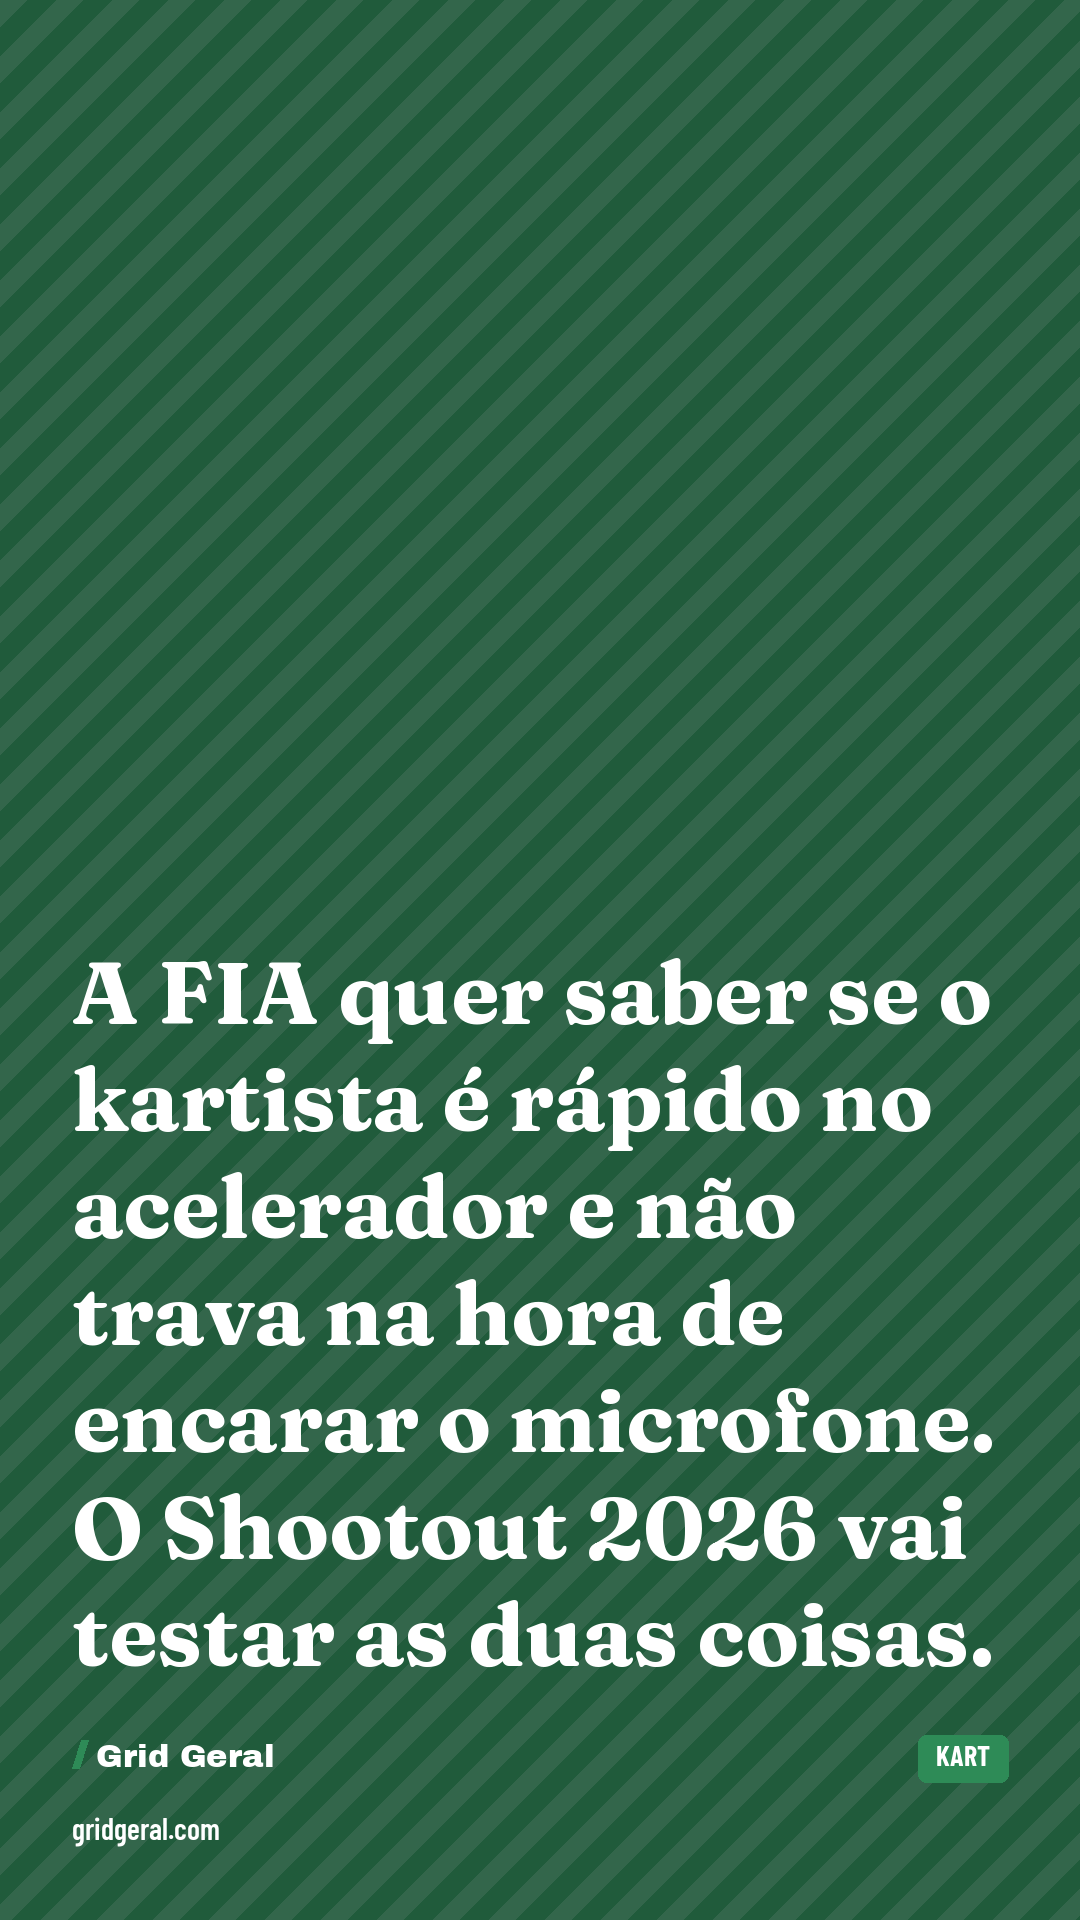 A FIA quer saber se o
kartista é rápido no
acelerador e não
trava na hora de
encarar o microfone.
O Shootout 2026 vai
testar as duas coisas.
/ Grid Geral
KART
gridgeral.com